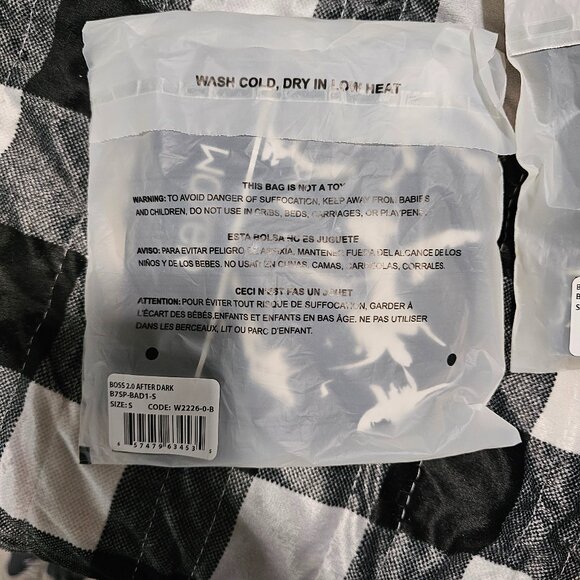 WASH COLD, DRY IN LOW HEAT
THIS BAG IS NOT A TOY
WARNING: TO AVOID DANGER OF SUFFOCATION, KEEP AWAY FROM BABIES
AND CHILDREN, DO NOT USE IN CRIBS, BEDS, CARRIAGES, OR PLAYPENS.
ESTA BOLSA NO ES JUGUETE
AVISO: PARA EVITAR PELIGRO DE ASFIXIA, MANTENER FUERA DEL ALCANCE DE LOS
NIÑOS Y DE LOS BEBES. NO USAR EN CUNAS, CAMAS, CARRIOLAS, CORRALES.
CECI N'EST PAS UN JOUET
ATTENTION: POUR ÉVITER TOUT RISQUE DE SUFFOCATION, GARDER À
L'ÉCART DES BÉBÉS,ENFANTS ET ENFANTS EN BAS ÂGE. NE PAS UTILISER
DANS LES BERCEAUX, LIT OU PARC D'ENFANT.
BOSS 2.0 AFTER DARK
B7SP-BAD1-S
SIZE: S CODE: W2226-0-B
6 57479 63453 5
B
B
S